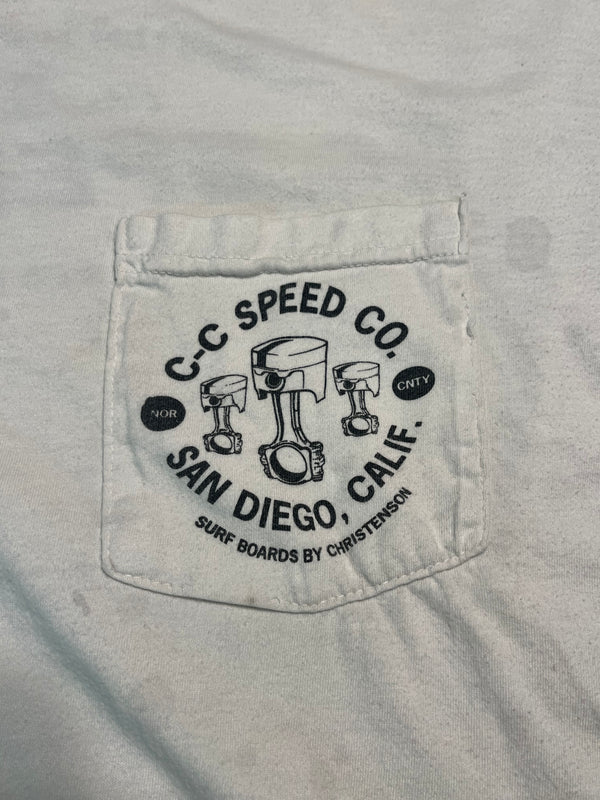 C-C SPEED CO.
NOR
CNTY
SAN DIEGO, CALIF.
SURF BOARDS BY CHRISTENSON